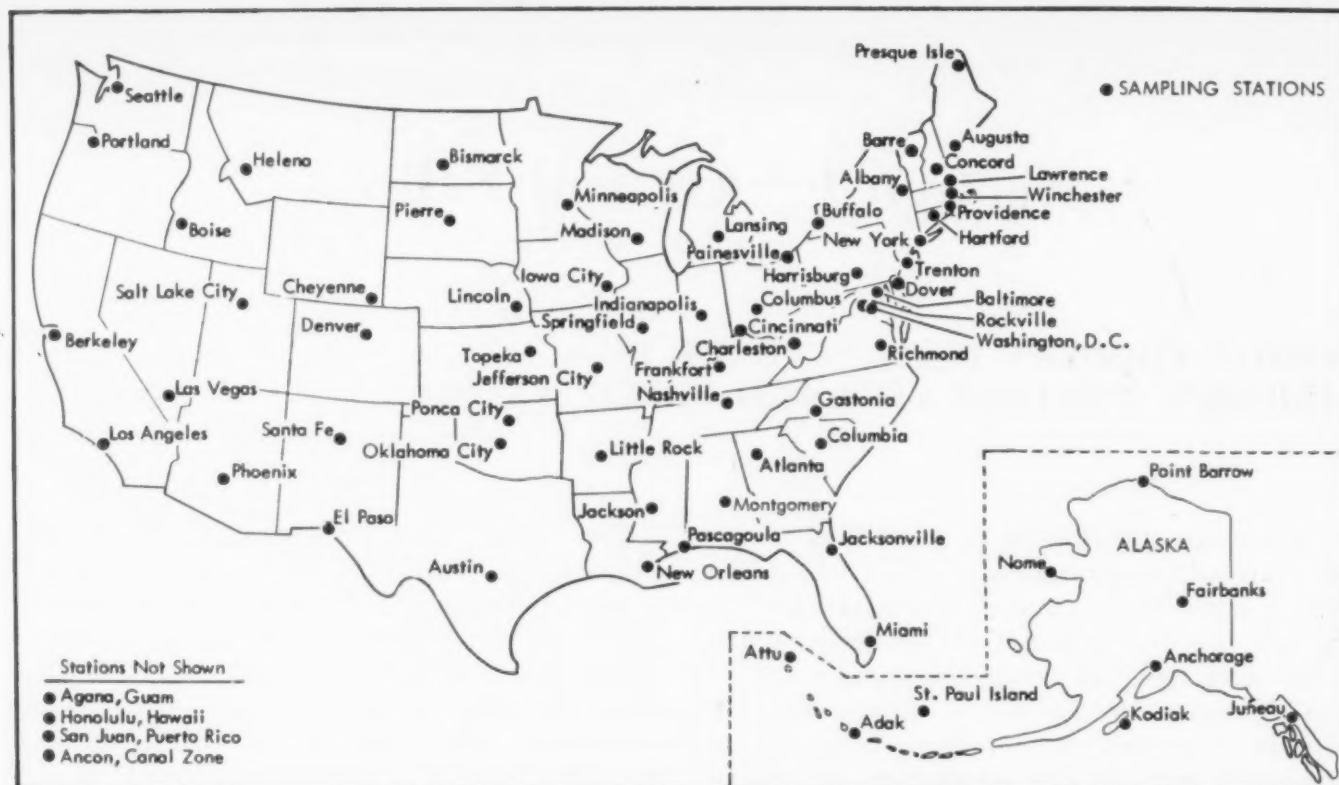 Presque Isle
● SAMPLING STATIONS
Seattle
Portland
Helena
Bismarck
Barre
Augusta
Concord
Lawrence
Albany
Winchester
Minneapolis
Pierre
Boise
Buffalo
Providence
Madison
Lansing
Hartford
New York
Painesville
Trenton
Iowa City
Harrisburg
Dover
Salt Lake City
Cheyenne
Lincoln
Indianapolis
Columbus
Baltimore
Springfield
Cincinnati
Rockville
Denver
Washington, D.C.
Berkeley
Charleston
Richmond
Topeka
Jefferson City
Frankfort
Las Vegas
Nashville
Ponca City
Gastonia
Los Angeles
Santa Fe
Oklahoma City
Columbia
Little Rock
Atlanta
Phoenix
Point Barrow
Montgomery
Jackson
El Paso
Pascagoula
Jacksonville
ALASKA
Nome
New Orleans
Austin
Fairbanks
Miami
Attu
Anchorage
Stations Not Shown
● Agana, Guam
● Honolulu, Hawaii
● San Juan, Puerto Rico
● Ancon, Canal Zone
St. Paul Island
Adak
Kodiak
Juneau